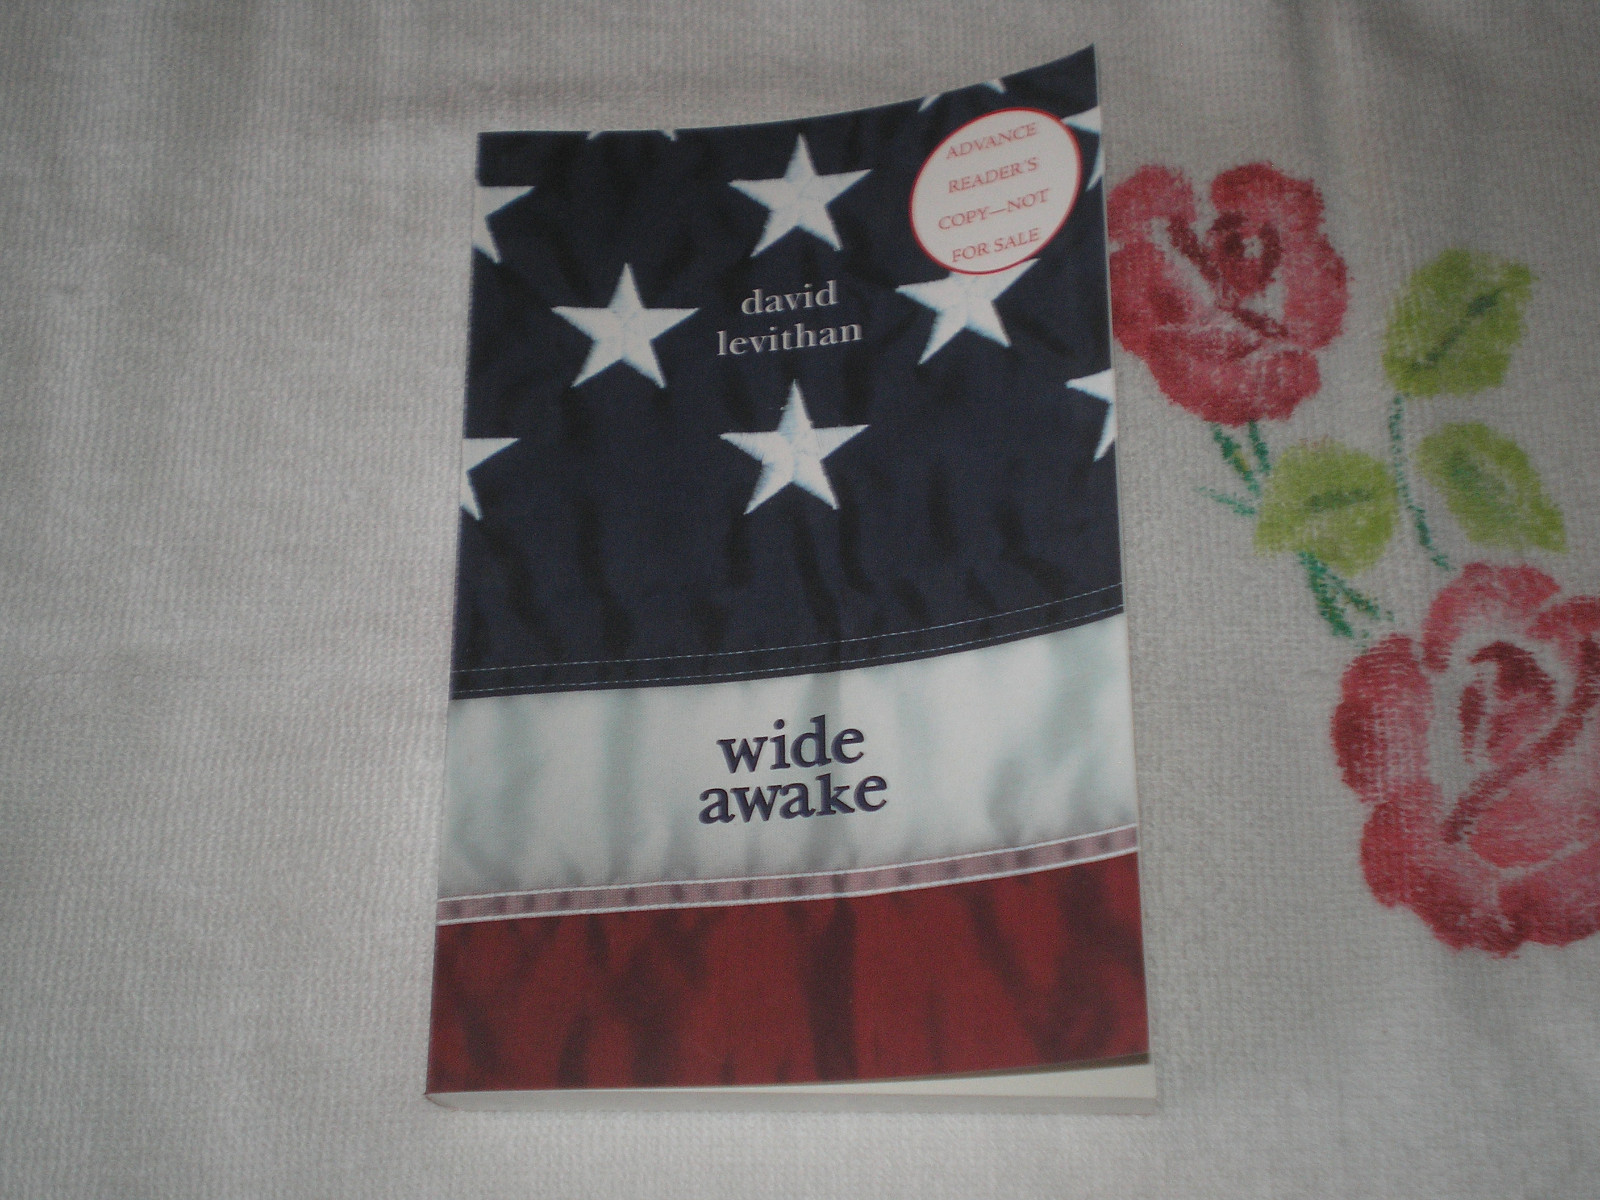 ADVANCE
READER'S
COPY—NOT
FOR SALE
david
levithan
wide
awake